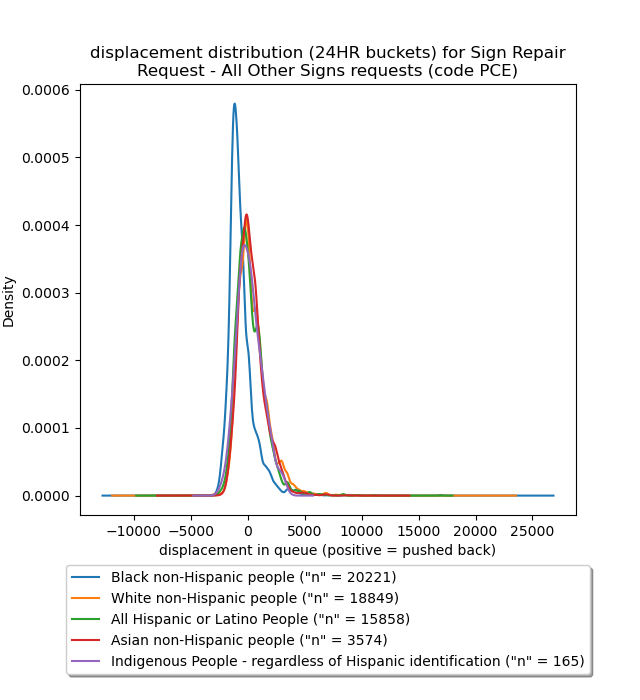 displacement distribution (24HR buckets) for Sign Repair
Request - All Other Signs requests (code PCE)
0.0006
0.0005
0.0004
0.0003
0.0002
0.0001
0.0000
Density
−10000 −5000 0 5000 10000 15000 20000 25000
displacement in queue (positive = pushed back)
Black non-Hispanic people ("n" = 20221)
White non-Hispanic people ("n" = 18849)
All Hispanic or Latino People ("n" = 15858)
Asian non-Hispanic people ("n" = 3574)
Indigenous People - regardless of Hispanic identification ("n" = 165)